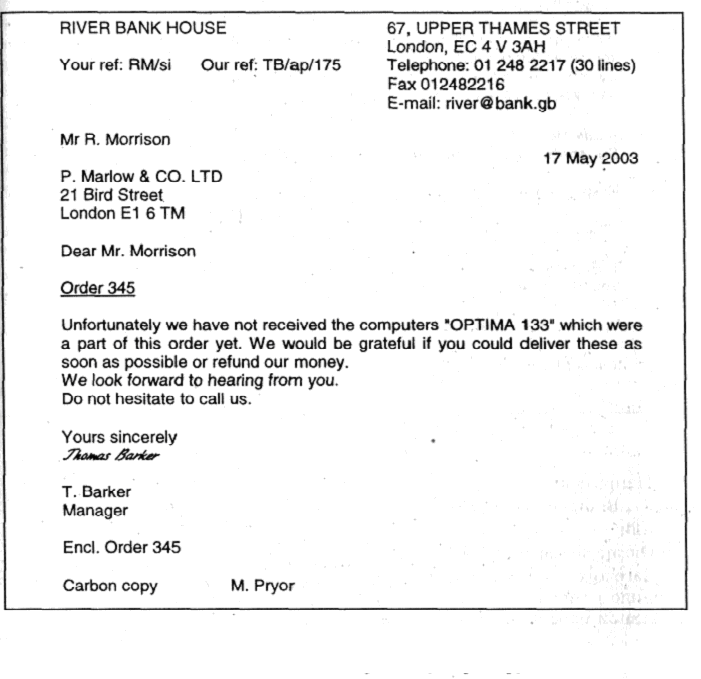 RIVER BANK HOUSE
67, UPPER THAMES STREET
London, EC 4 V 3AH
Your ref: RM/si Our ref: TB/ap/175
Telephone: 01 248 2217 (30 lines)
Fax 012482216
E-mail: river@bank.gb
Mr R. Morrison
17 May 2003
P. Marlow & CO. LTD
21 Bird Street
London E1 6 TM
Dear Mr. Morrison
Order 345
Unfortunately we have not received the computers "OPTIMA 133" which were
a part of this order yet. We would be grateful if you could deliver these as
soon as possible or refund our money.
We look forward to hearing from you.
Do not hesitate to call us.
Yours sincerely
Thomas Barker
T. Barker
Manager
Encl. Order 345
Carbon copy M. Pryor